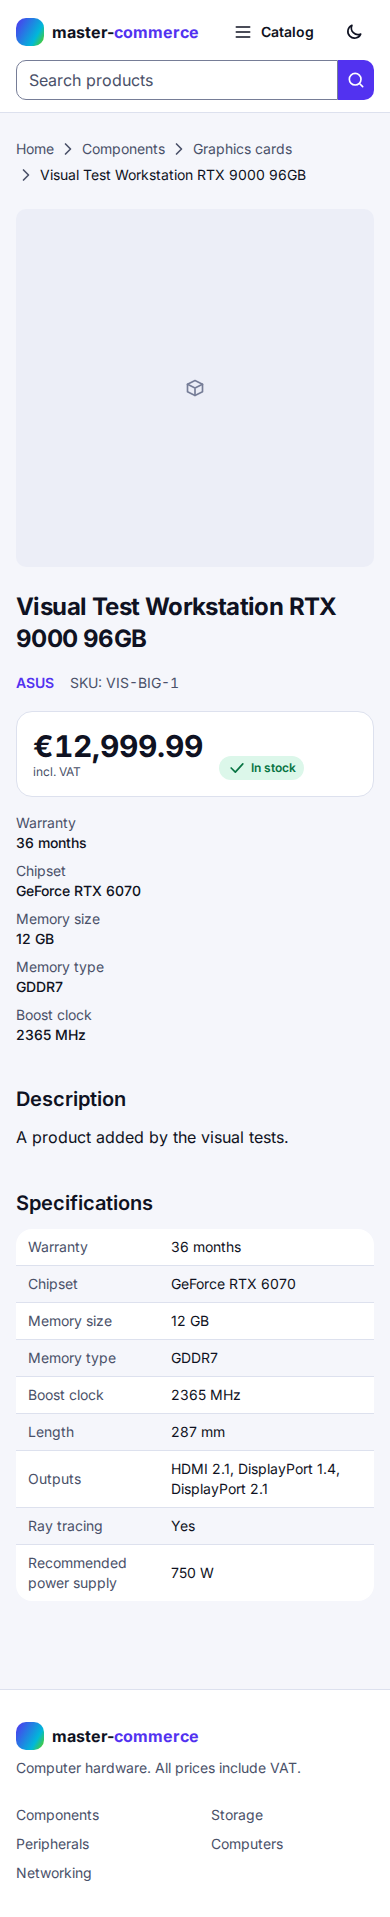 master-commerce Catalog
Search products
Home Components Graphics cards
Visual Test Workstation RTX 9000 96GB
Visual Test Workstation RTX
9000 96GB
ASUS SKU: VIS-BIG-1
€12,999.99
incl. VAT
In stock
Warranty
36 months
Chipset
GeForce RTX 6070
Memory size
12 GB
Memory type
GDDR7
Boost clock
2365 MHz
Description
A product added by the visual tests.
Specifications
Warranty 36 months
Chipset GeForce RTX 6070
Memory size 12 GB
Memory type GDDR7
Boost clock 2365 MHz
Length 287 mm
Outputs HDMI 2.1, DisplayPort 1.4,
DisplayPort 2.1
Ray tracing Yes
Recommended
power supply 750 W
master-commerce
Computer hardware. All prices include VAT.
Components Storage
Peripherals Computers
Networking